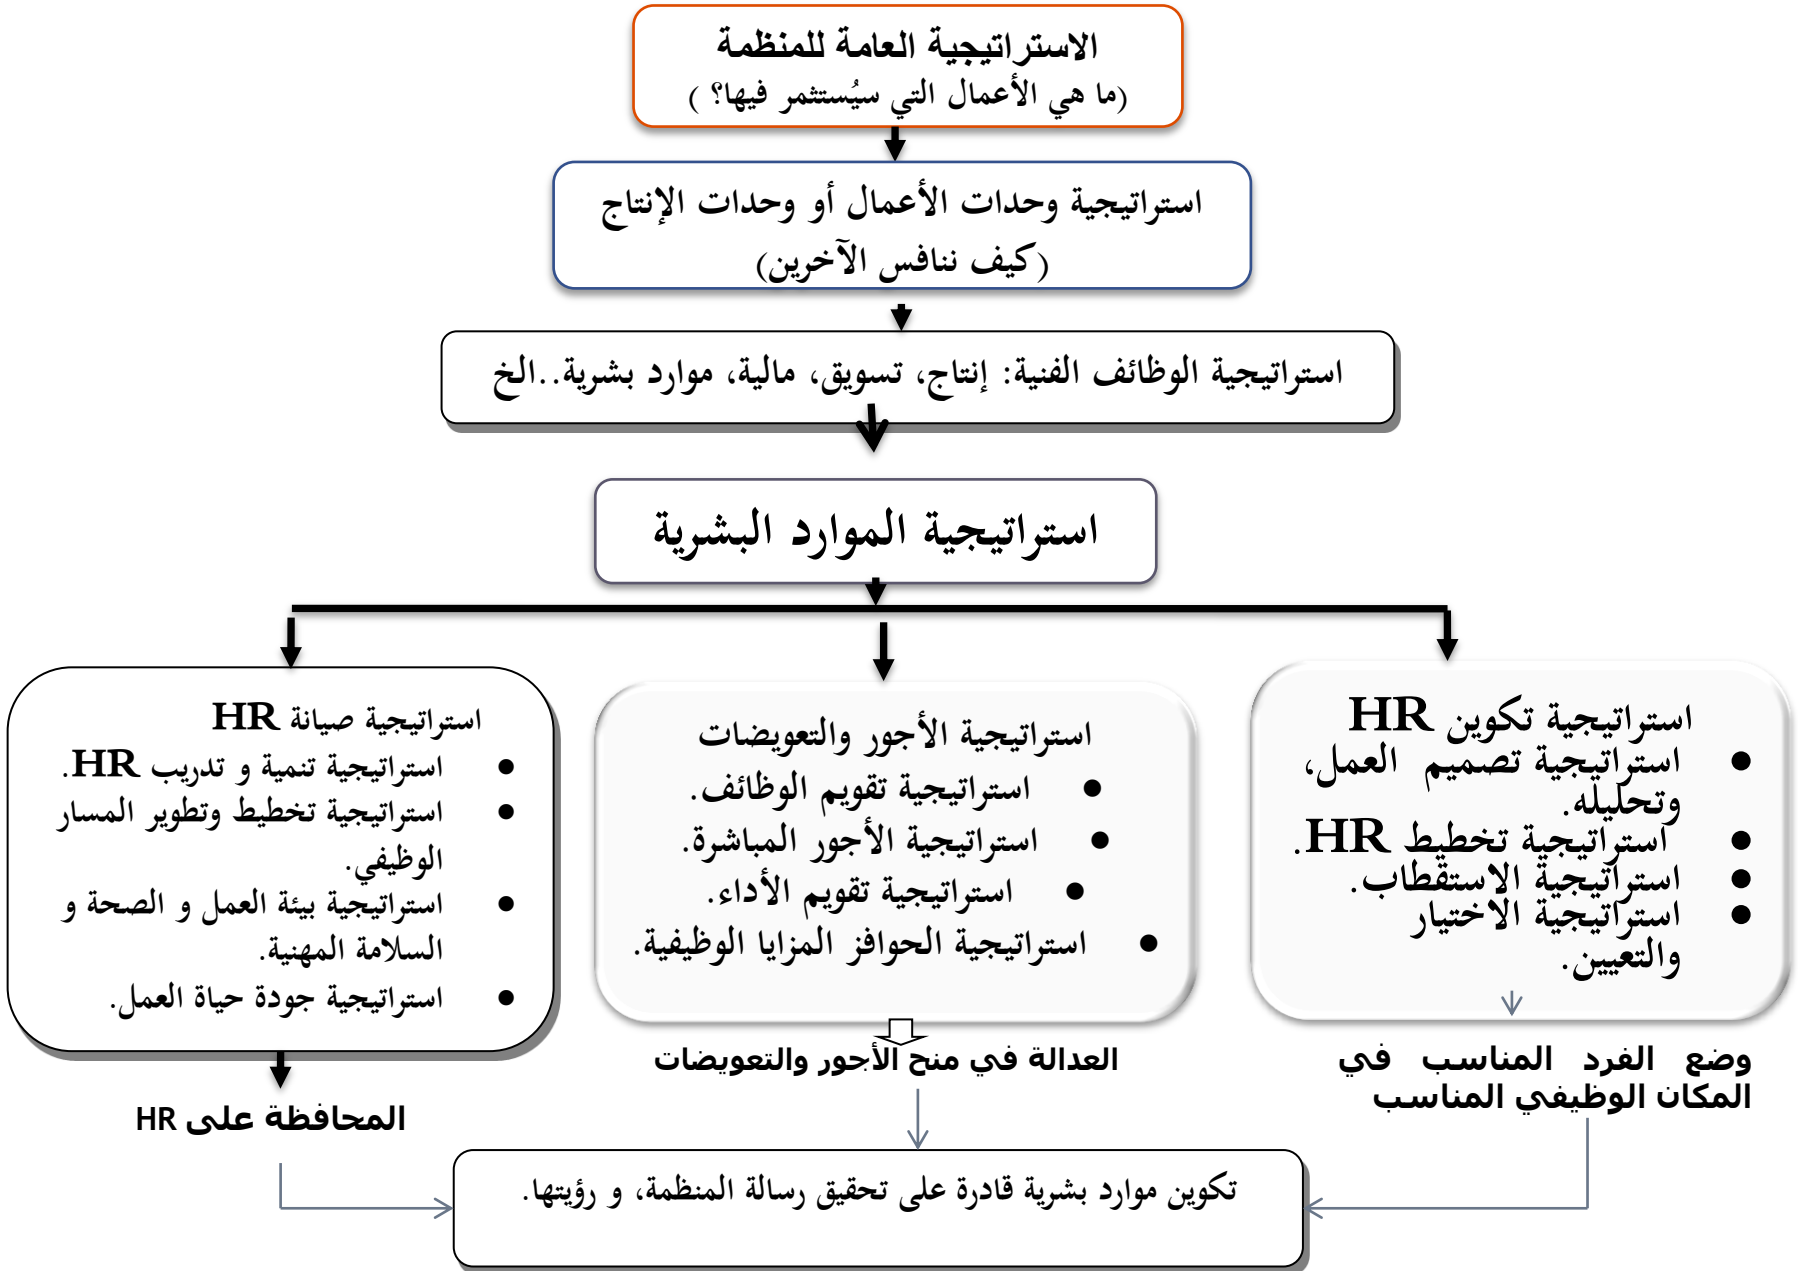 الاستراتيجية العامة للمنظمة
(ما هي الأعمال التي سيُستثمر فيها؟ )
استراتيجية وحدات الأعمال أو وحدات الإنتاج
(كيف ننافس الآخرين)
استراتيجية الوظائف الفنية: إنتاج، تسويق، مالية، موارد بشرية..الخ
استراتيجية الموارد البشرية
استراتيجية تكوين HR
● استراتيجية تصميم العمل،
وتحليله.
● استراتيجية تخطيط HR.
● استراتيجية الاستقطاب.
● استراتيجية الاختيار
والتعيين.
وضع الفرد المناسب في
المكان الوظيفي المناسب
استراتيجية الأجور والتعويضات
● استراتيجية تقويم الوظائف.
● استراتيجية الأجور المباشرة.
● استراتيجية تقويم الأداء.
● استراتيجية الحوافز المزايا الوظيفية.
العدالة في منح الأجور والتعويضات
استراتيجية صيانة HR
● استراتيجية تنمية و تدريب HR.
● استراتيجية تخطيط وتطوير المسار
الوظيفي.
● استراتيجية بيئة العمل و الصحة و
السلامة المهنية.
● استراتيجية جودة حياة العمل.
المحافظة على HR
تكوين موارد بشرية قادرة على تحقيق رسالة المنظمة، و رؤيتها.